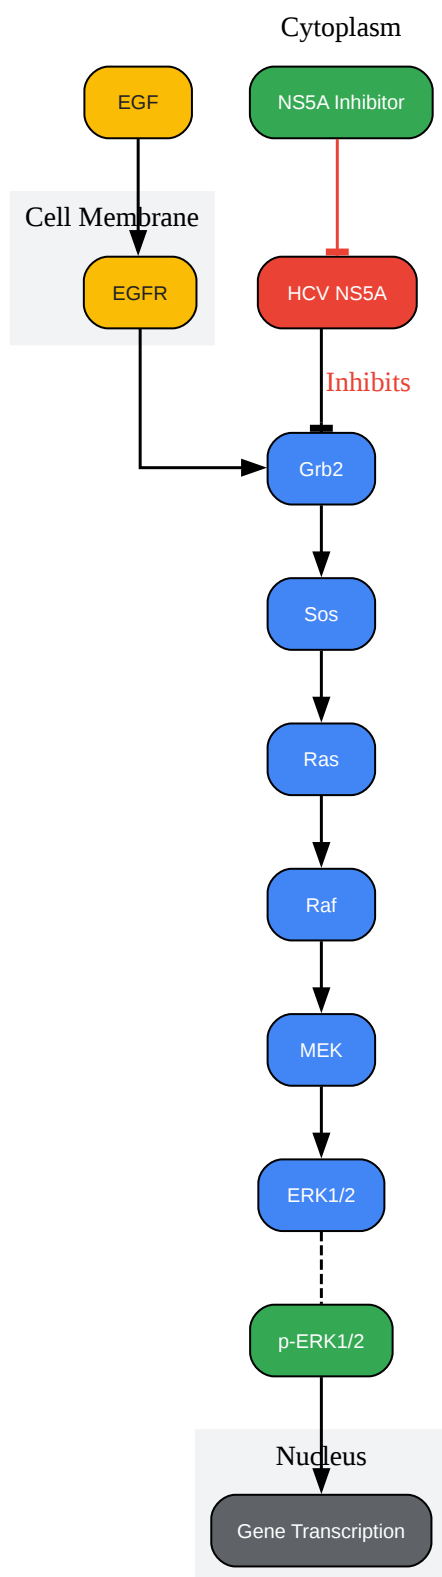 Cytoplasm
EGF
NS5A Inhibitor
Cell Membrane
EGFR
HCV NS5A
Inhibits
Grb2
Sos
Ras
Raf
MEK
ERK1/2
p-ERK1/2
Nucleus
Gene Transcription